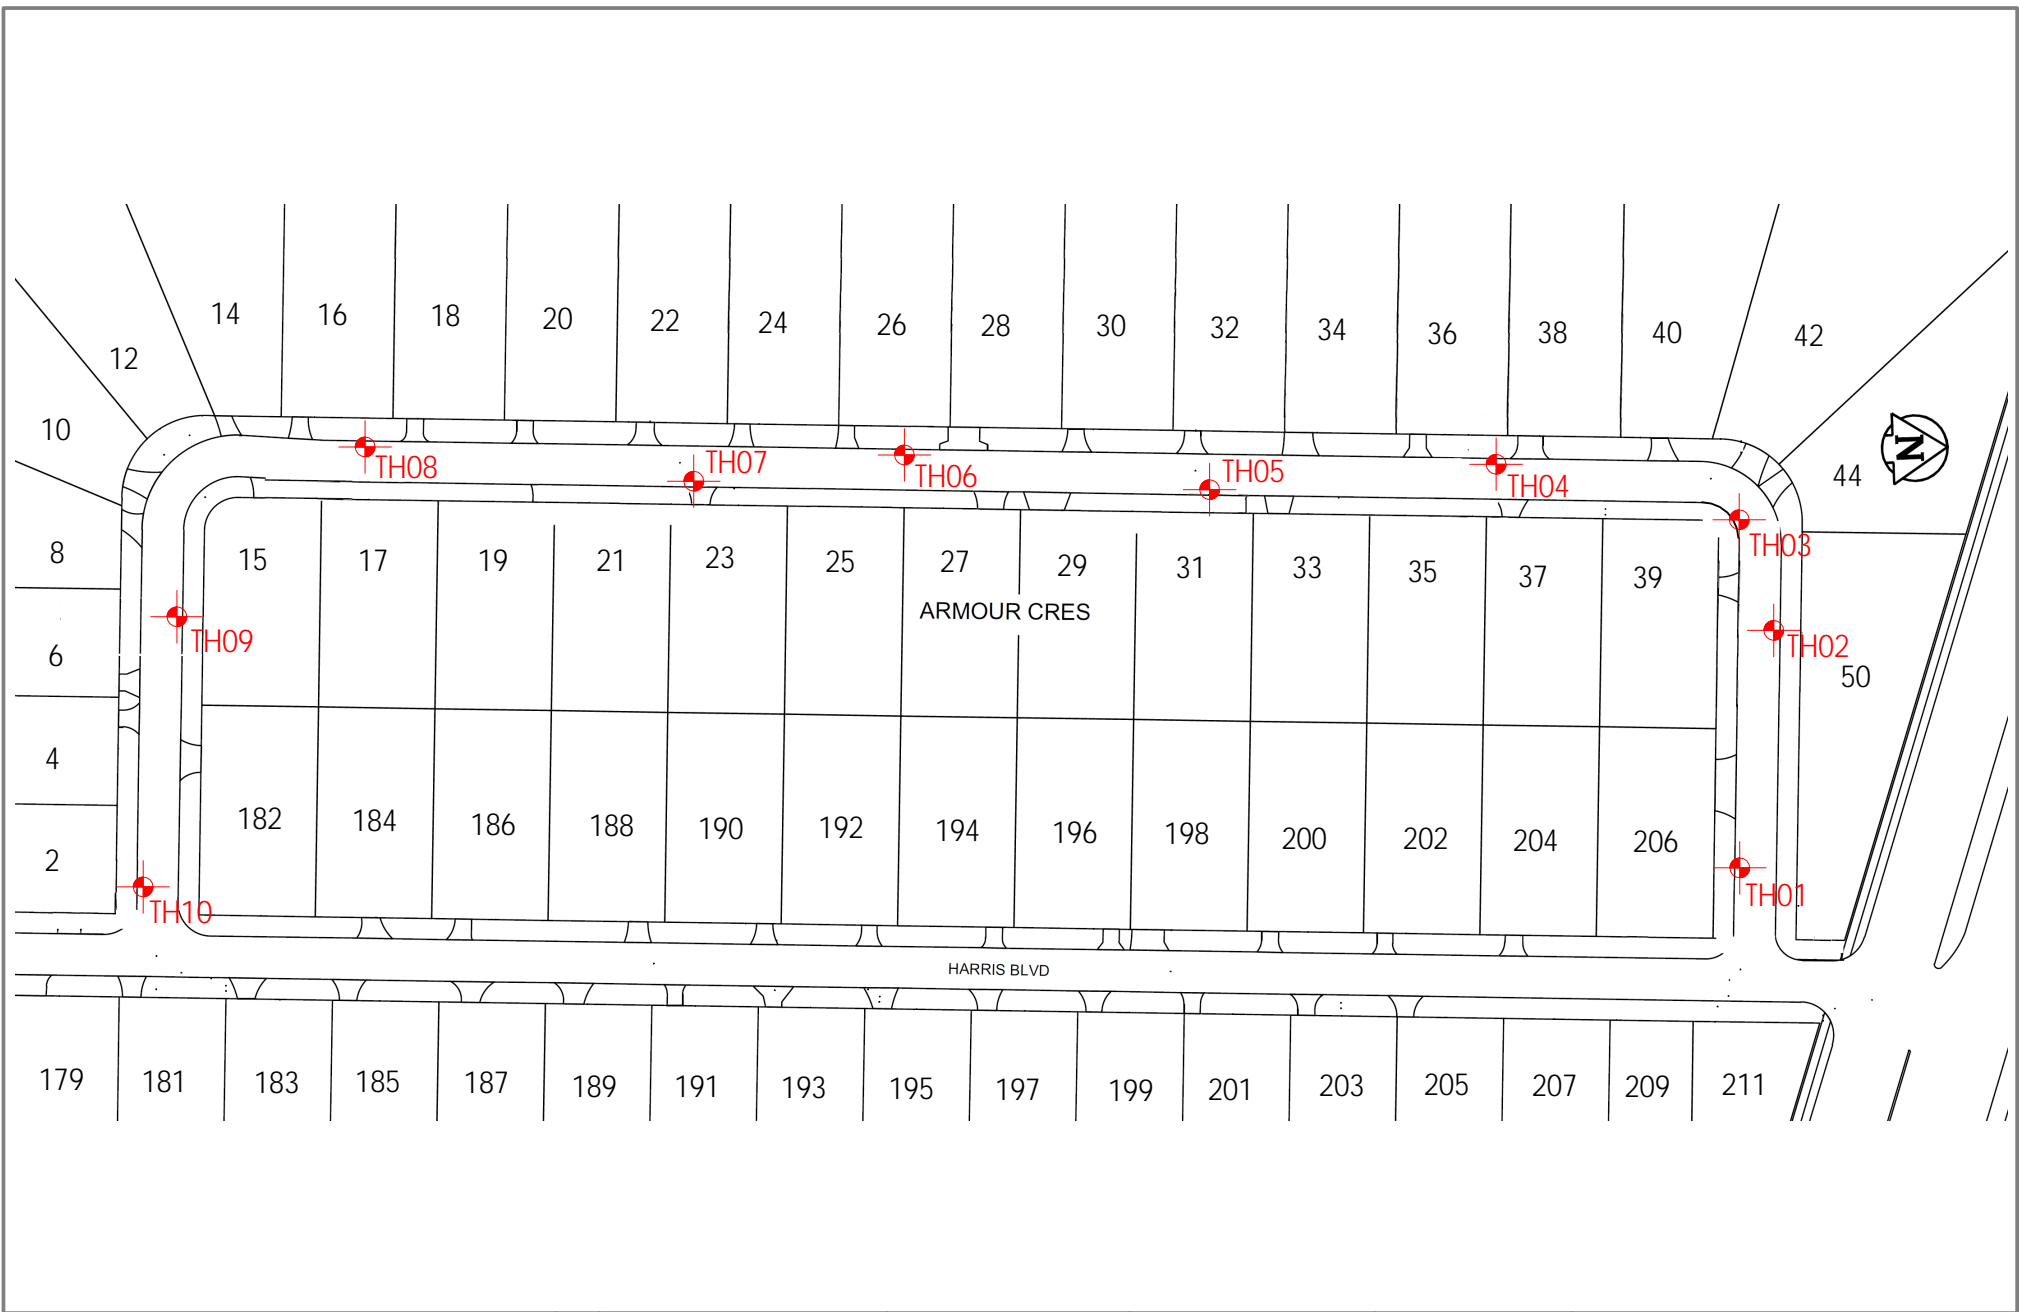 14 16 18 20 22 24 26 28 30 32 34 36 38 40 42
12
10
44
N
TH08 TH07 TH06 TH05 TH04
TH03
8
15 17 19 21 23 25 27 29 31 33 35 37 39
ARMOUR CRES
TH09
TH02
6
50
4
182 184 186 188 190 192 194 196 198 200 202 204 206
2
TH10
TH01
HARRIS BLVD
179 181 183 185 187 189 191 193 195 197 199 201 203 205 207 209 211